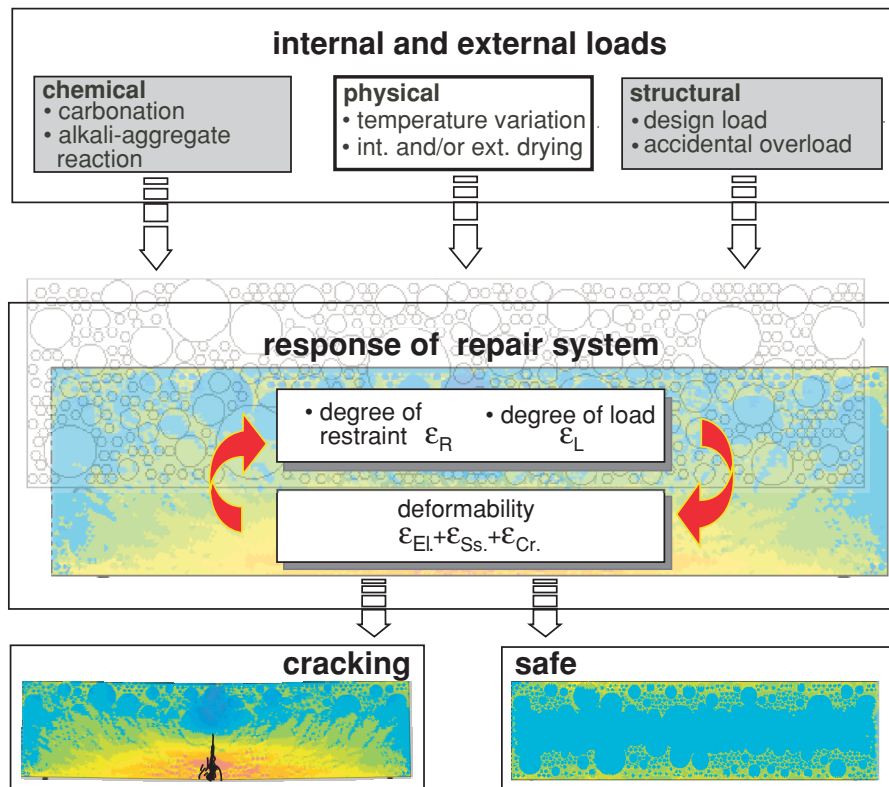 internal and external loads
chemical
• carbonation
• alkali-aggregate
reaction
physical
• temperature variation
• int. and/or ext. drying
structural
• design load
• accidental overload
response of repair system
• degree of
restraint εR
• degree of load
εL
deformability
εEl.+εSs.+εCr.
cracking
safe